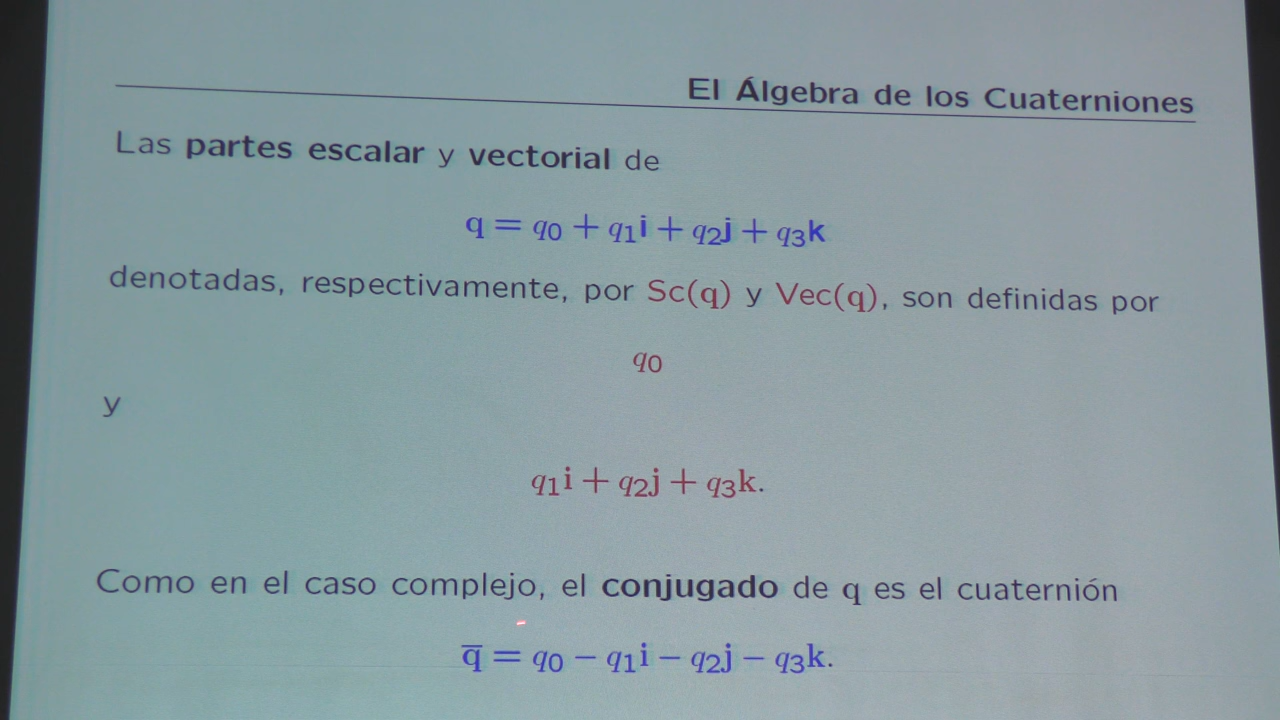 El Álgebra de los Cuaterniones
Las partes escalar y vectorial de
q = q₀ + q₁i + q₂j + q₃k
denotadas, respectivamente, por Sc(q) y Vec(q), son definidas por
q₀
y
q₁i + q₂j + q₃k.
Como en el caso complejo, el conjugado de q es el cuaternión
q̅ = q₀ − q₁i − q₂j − q₃k.